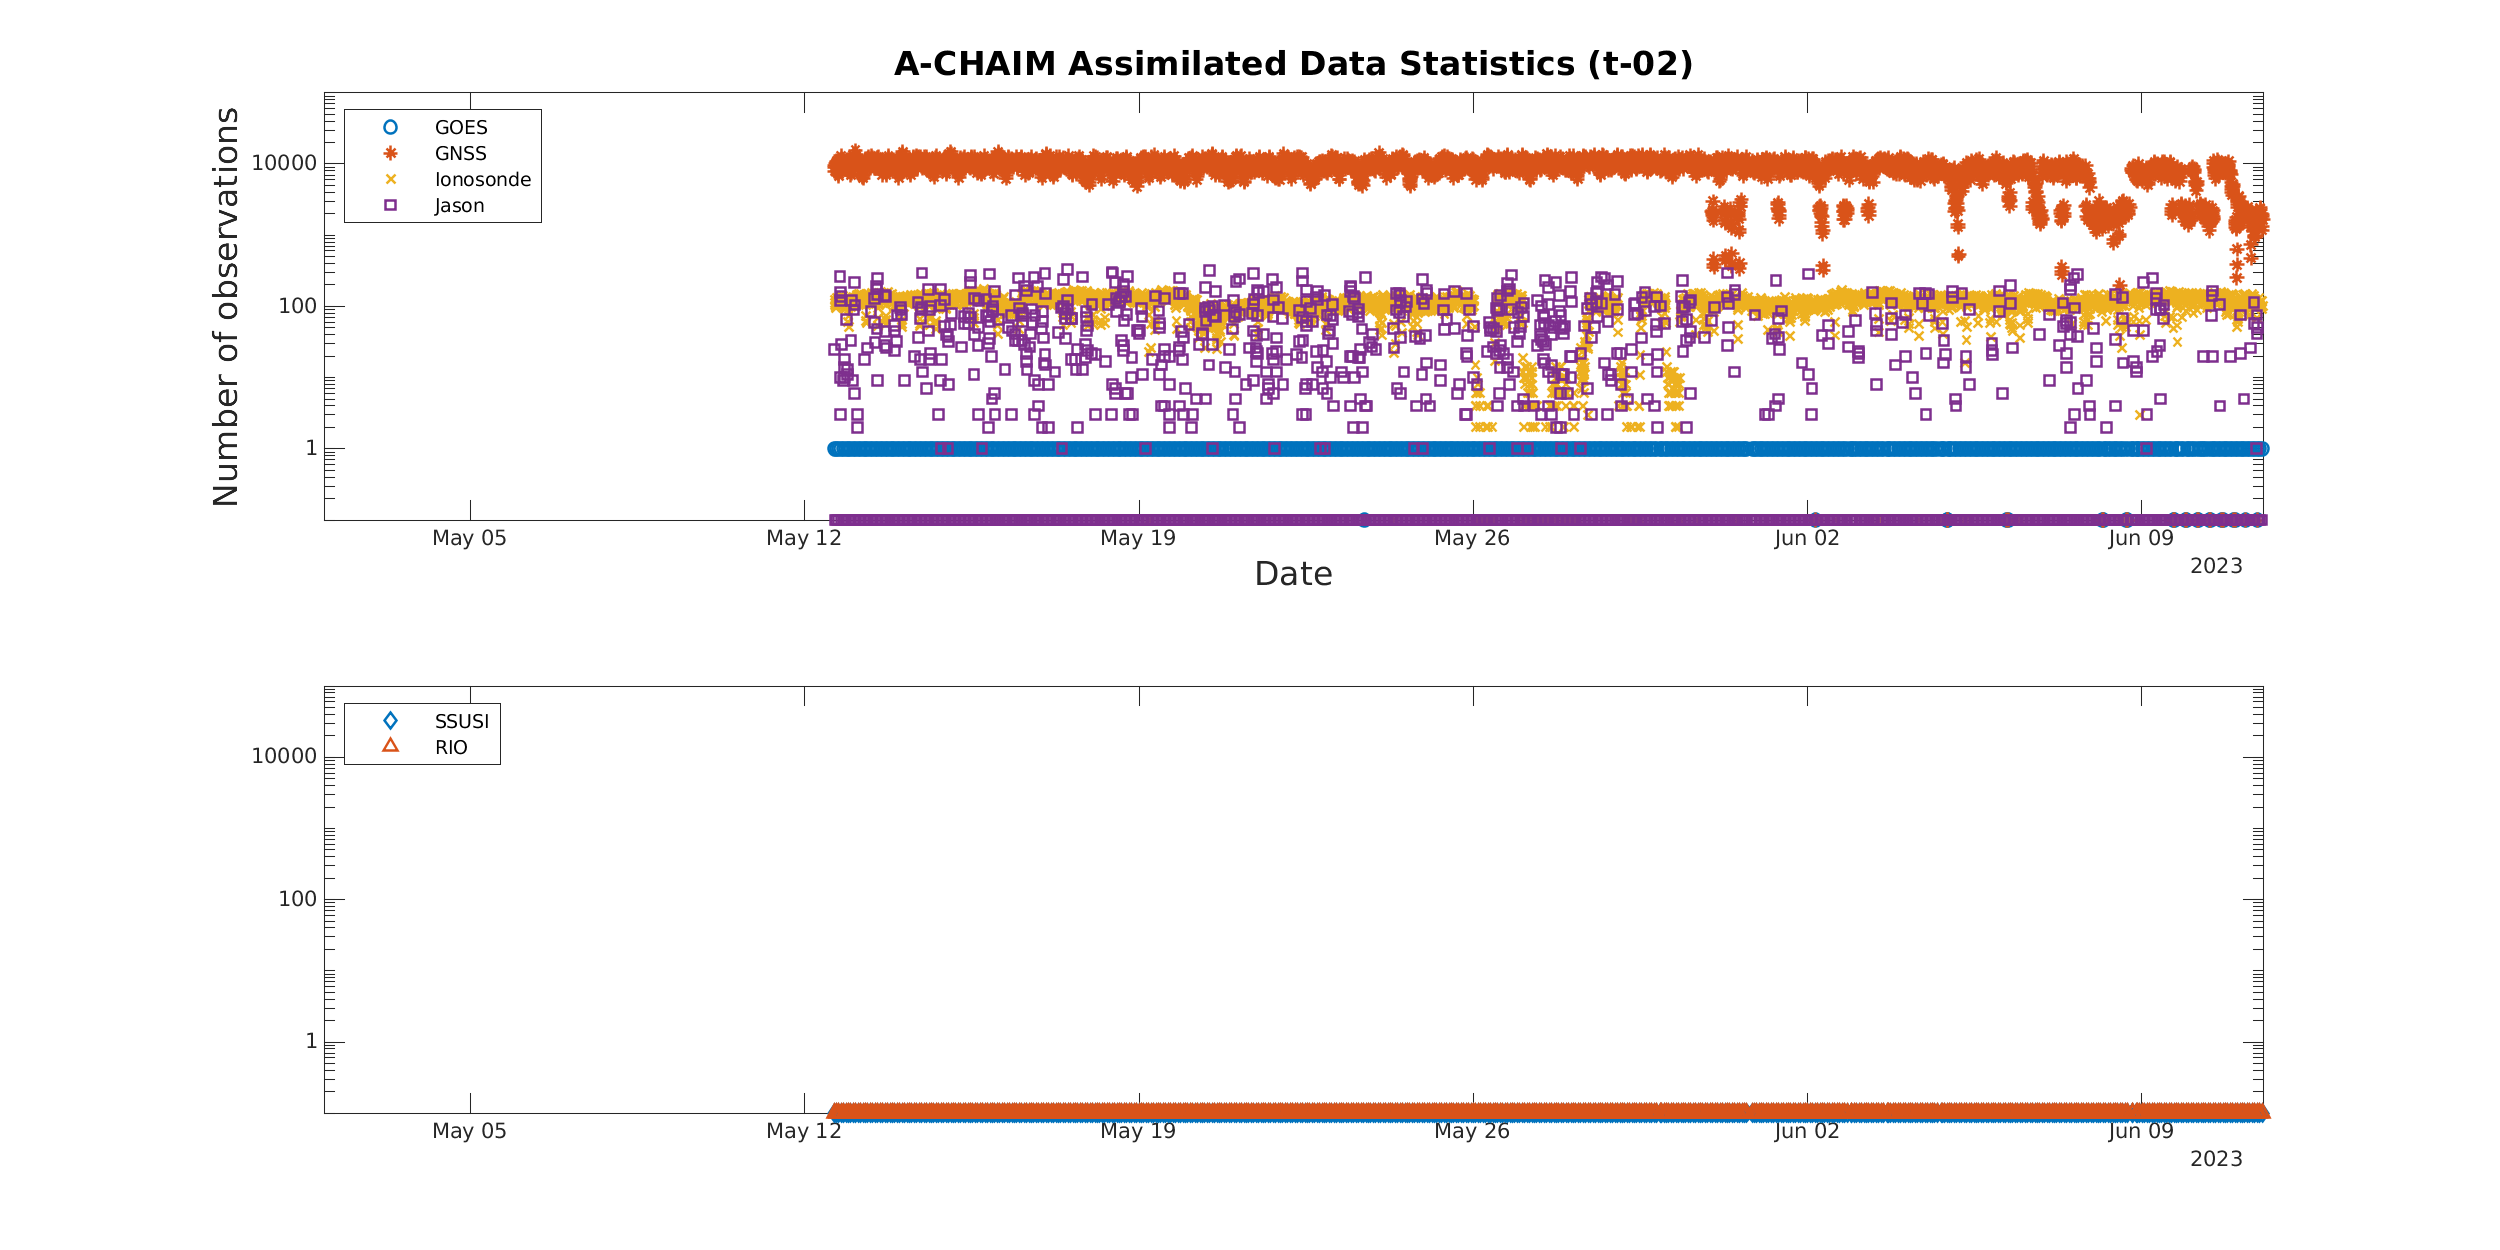 A-CHAIM Assimilated Data Statistics (t-02)
Number of observations
10000
100
1
GOES
GNSS
Ionosonde
Jason
May 05
May 12
May 19
May 26
Jun 02
Jun 09
2023
Date
10000
100
1
SSUSI
RIO
May 05
May 12
May 19
May 26
Jun 02
Jun 09
2023